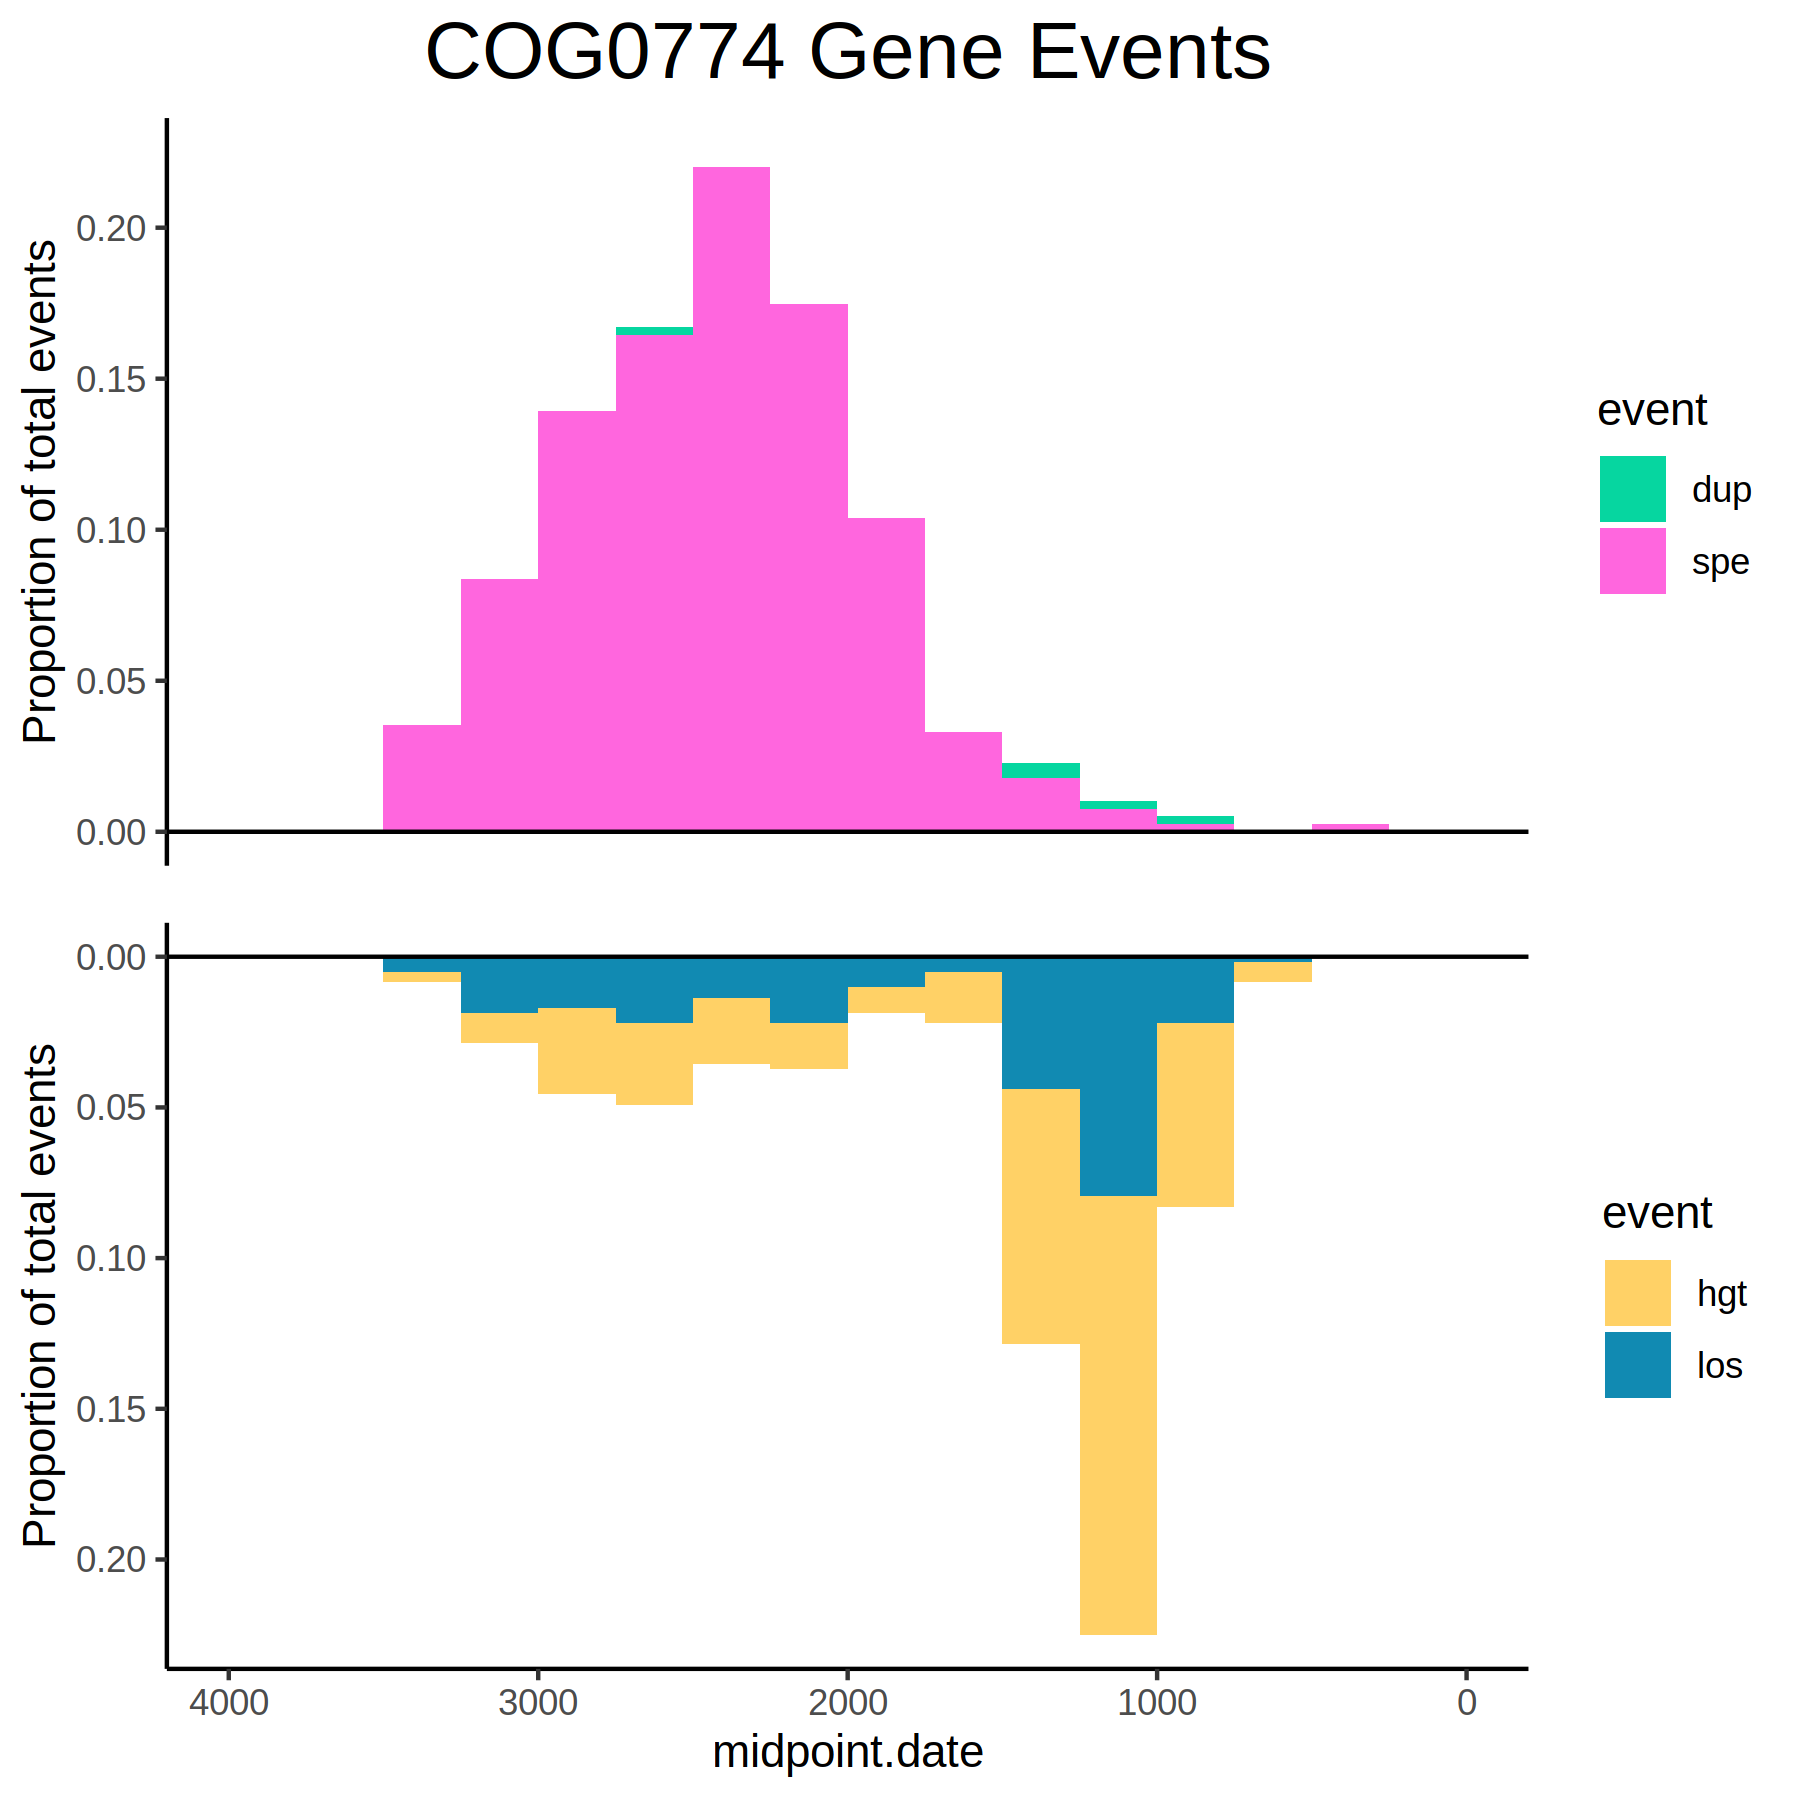 COG0774 Gene Events
Proportion of total events
0.20
0.15
0.10
0.05
0.00
event
dup
spe
Proportion of total events
0.00
0.05
0.10
0.15
0.20
event
hgt
los
4000 3000 2000 1000 0
midpoint.date